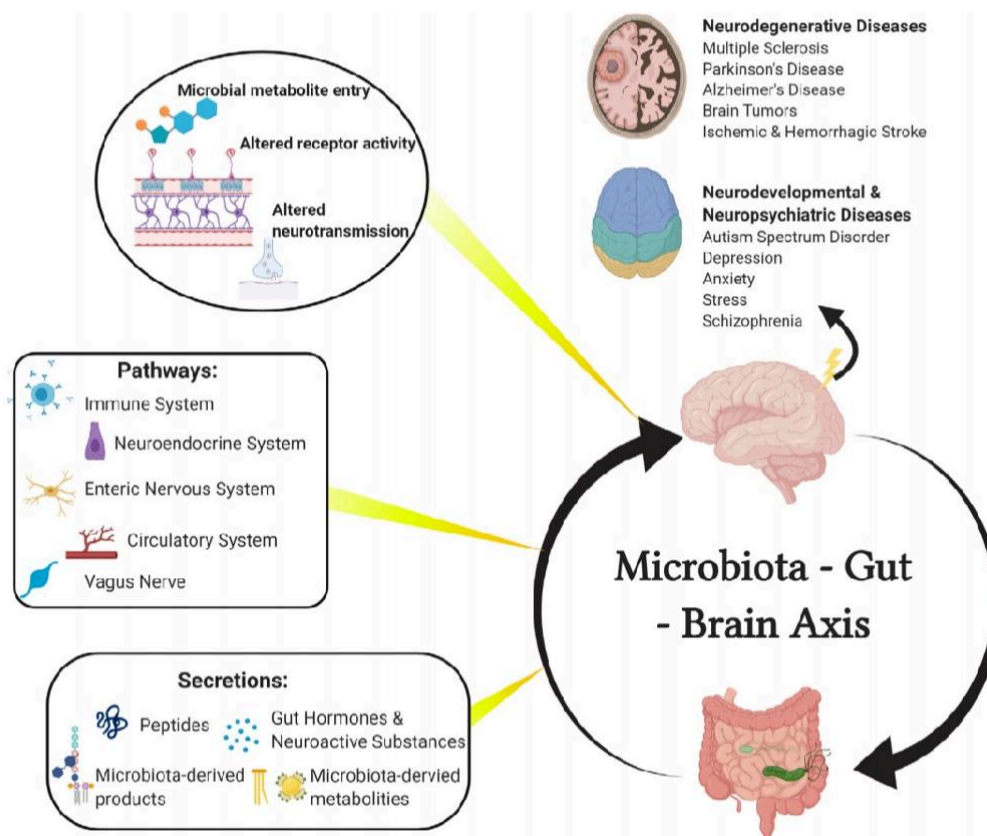 Microbial metabolite entry
Altered receptor activity
Altered
neurotransmission
Neurodegenerative Diseases
Multiple Sclerosis
Parkinson's Disease
Alzheimer's Disease
Brain Tumors
Ischemic & Hemorrhagic Stroke
Neurodevelopmental &
Neuropsychiatric Diseases
Autism Spectrum Disorder
Depression
Anxiety
Stress
Schizophrenia
Pathways:
Immune System
Neuroendocrine System
Enteric Nervous System
Circulatory System
Vagus Nerve
Microbiota - Gut
- Brain Axis
Secretions:
Peptides
Gut Hormones &
Neuroactive Substances
Microbiota-derived
products
Microbiota-dervied
metabolities